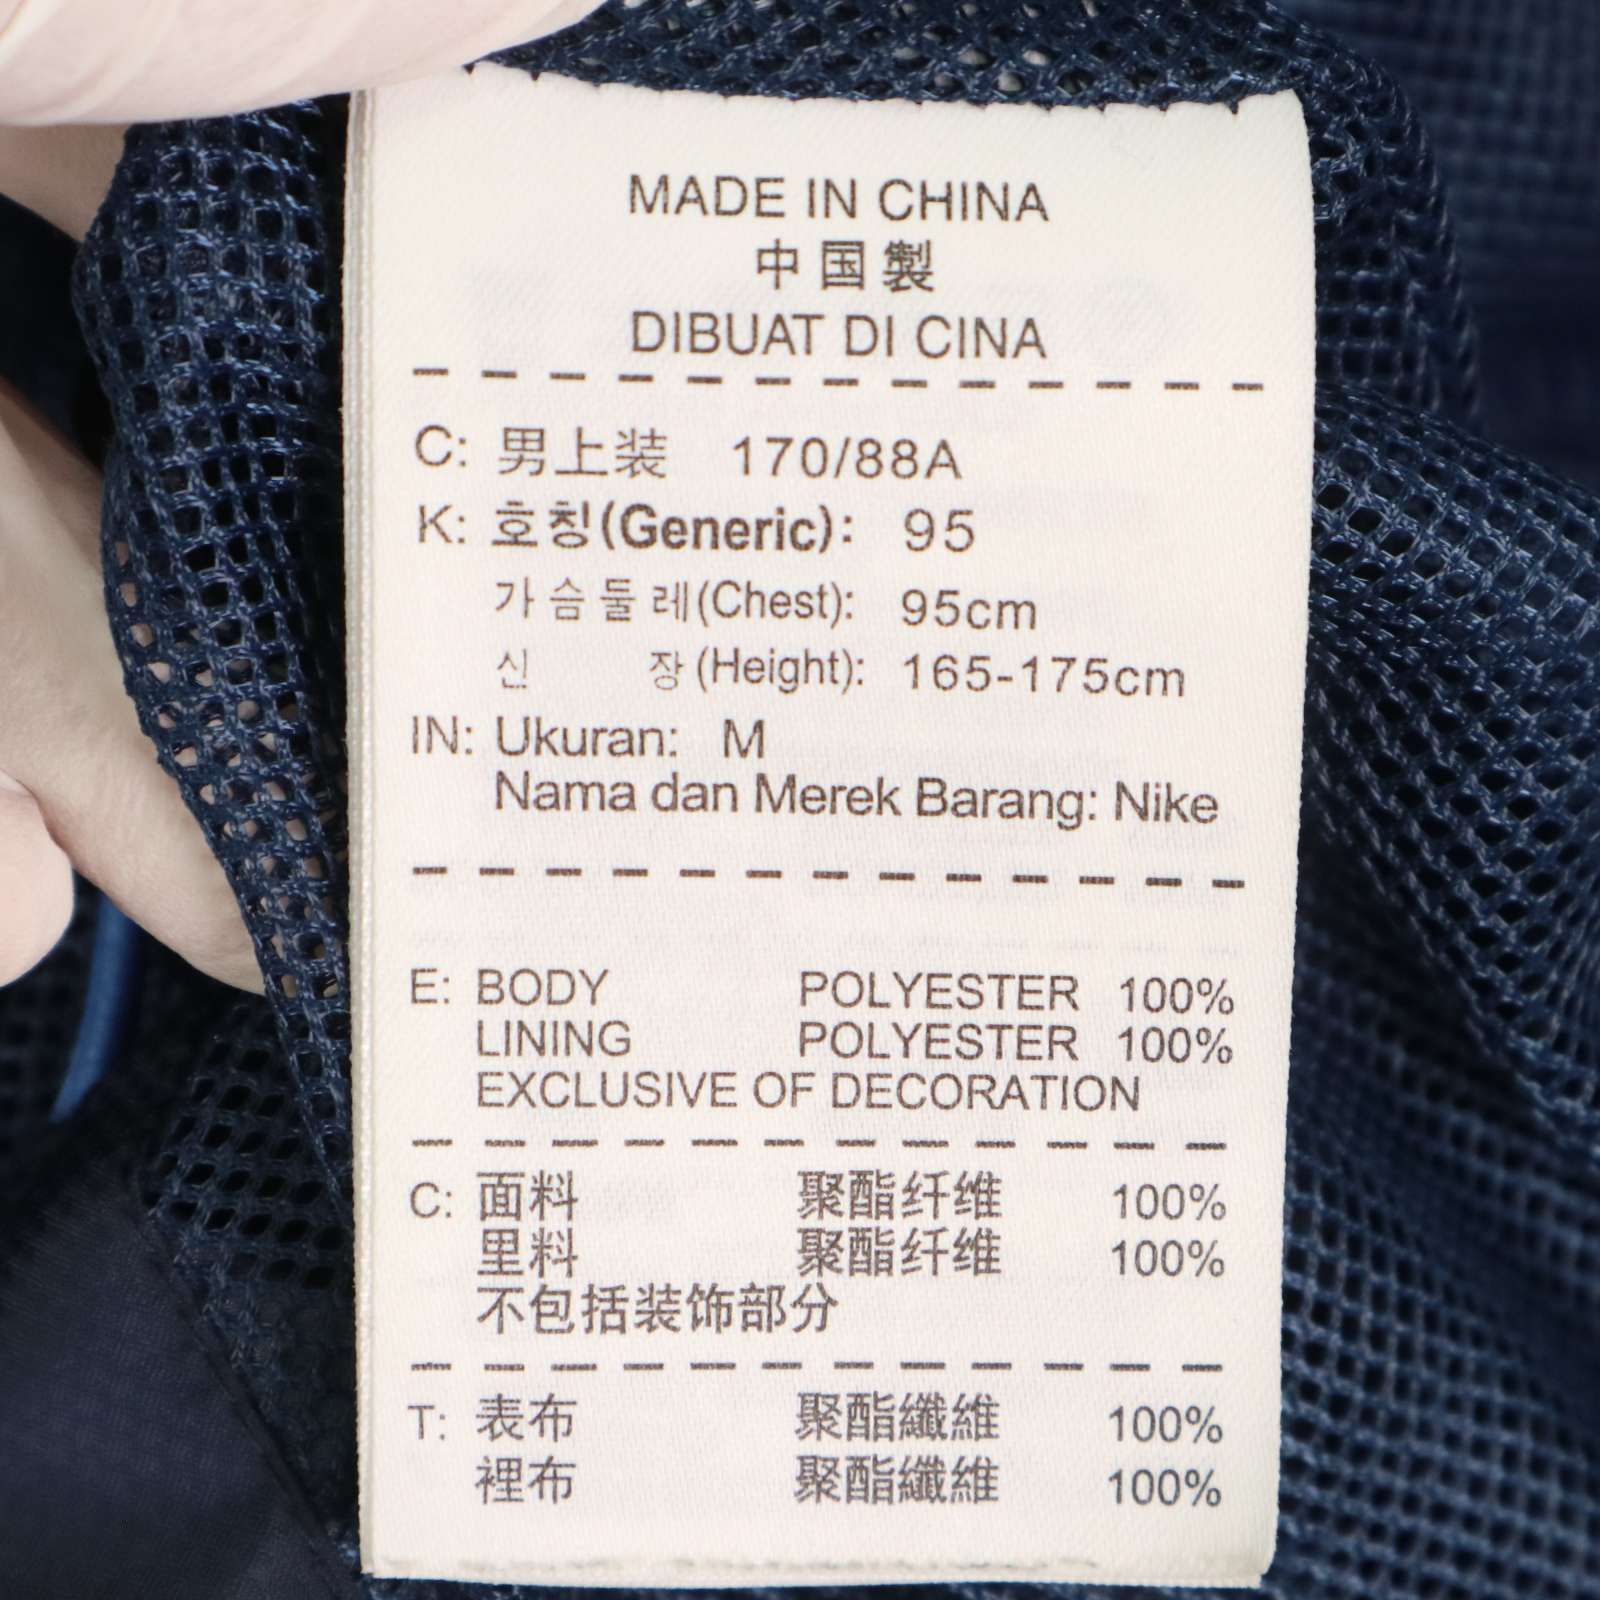 MADE IN CHINA
中国製
DIBUAT DI CINA
C: 男上装 170/88A
K: 호칭(Generic): 95
가슴둘레(Chest): 95cm
신 장(Height): 165-175cm
IN: Ukuran: M
Nama dan Merek Barang: Nike
E: BODY POLYESTER 100%
LINING POLYESTER 100%
EXCLUSIVE OF DECORATION
C: 面料 聚酯纤维 100%
里料 聚酯纤维 100%
不包括装饰部分
T: 表布 聚酯纖維 100%
裡布 聚酯纖維 100%